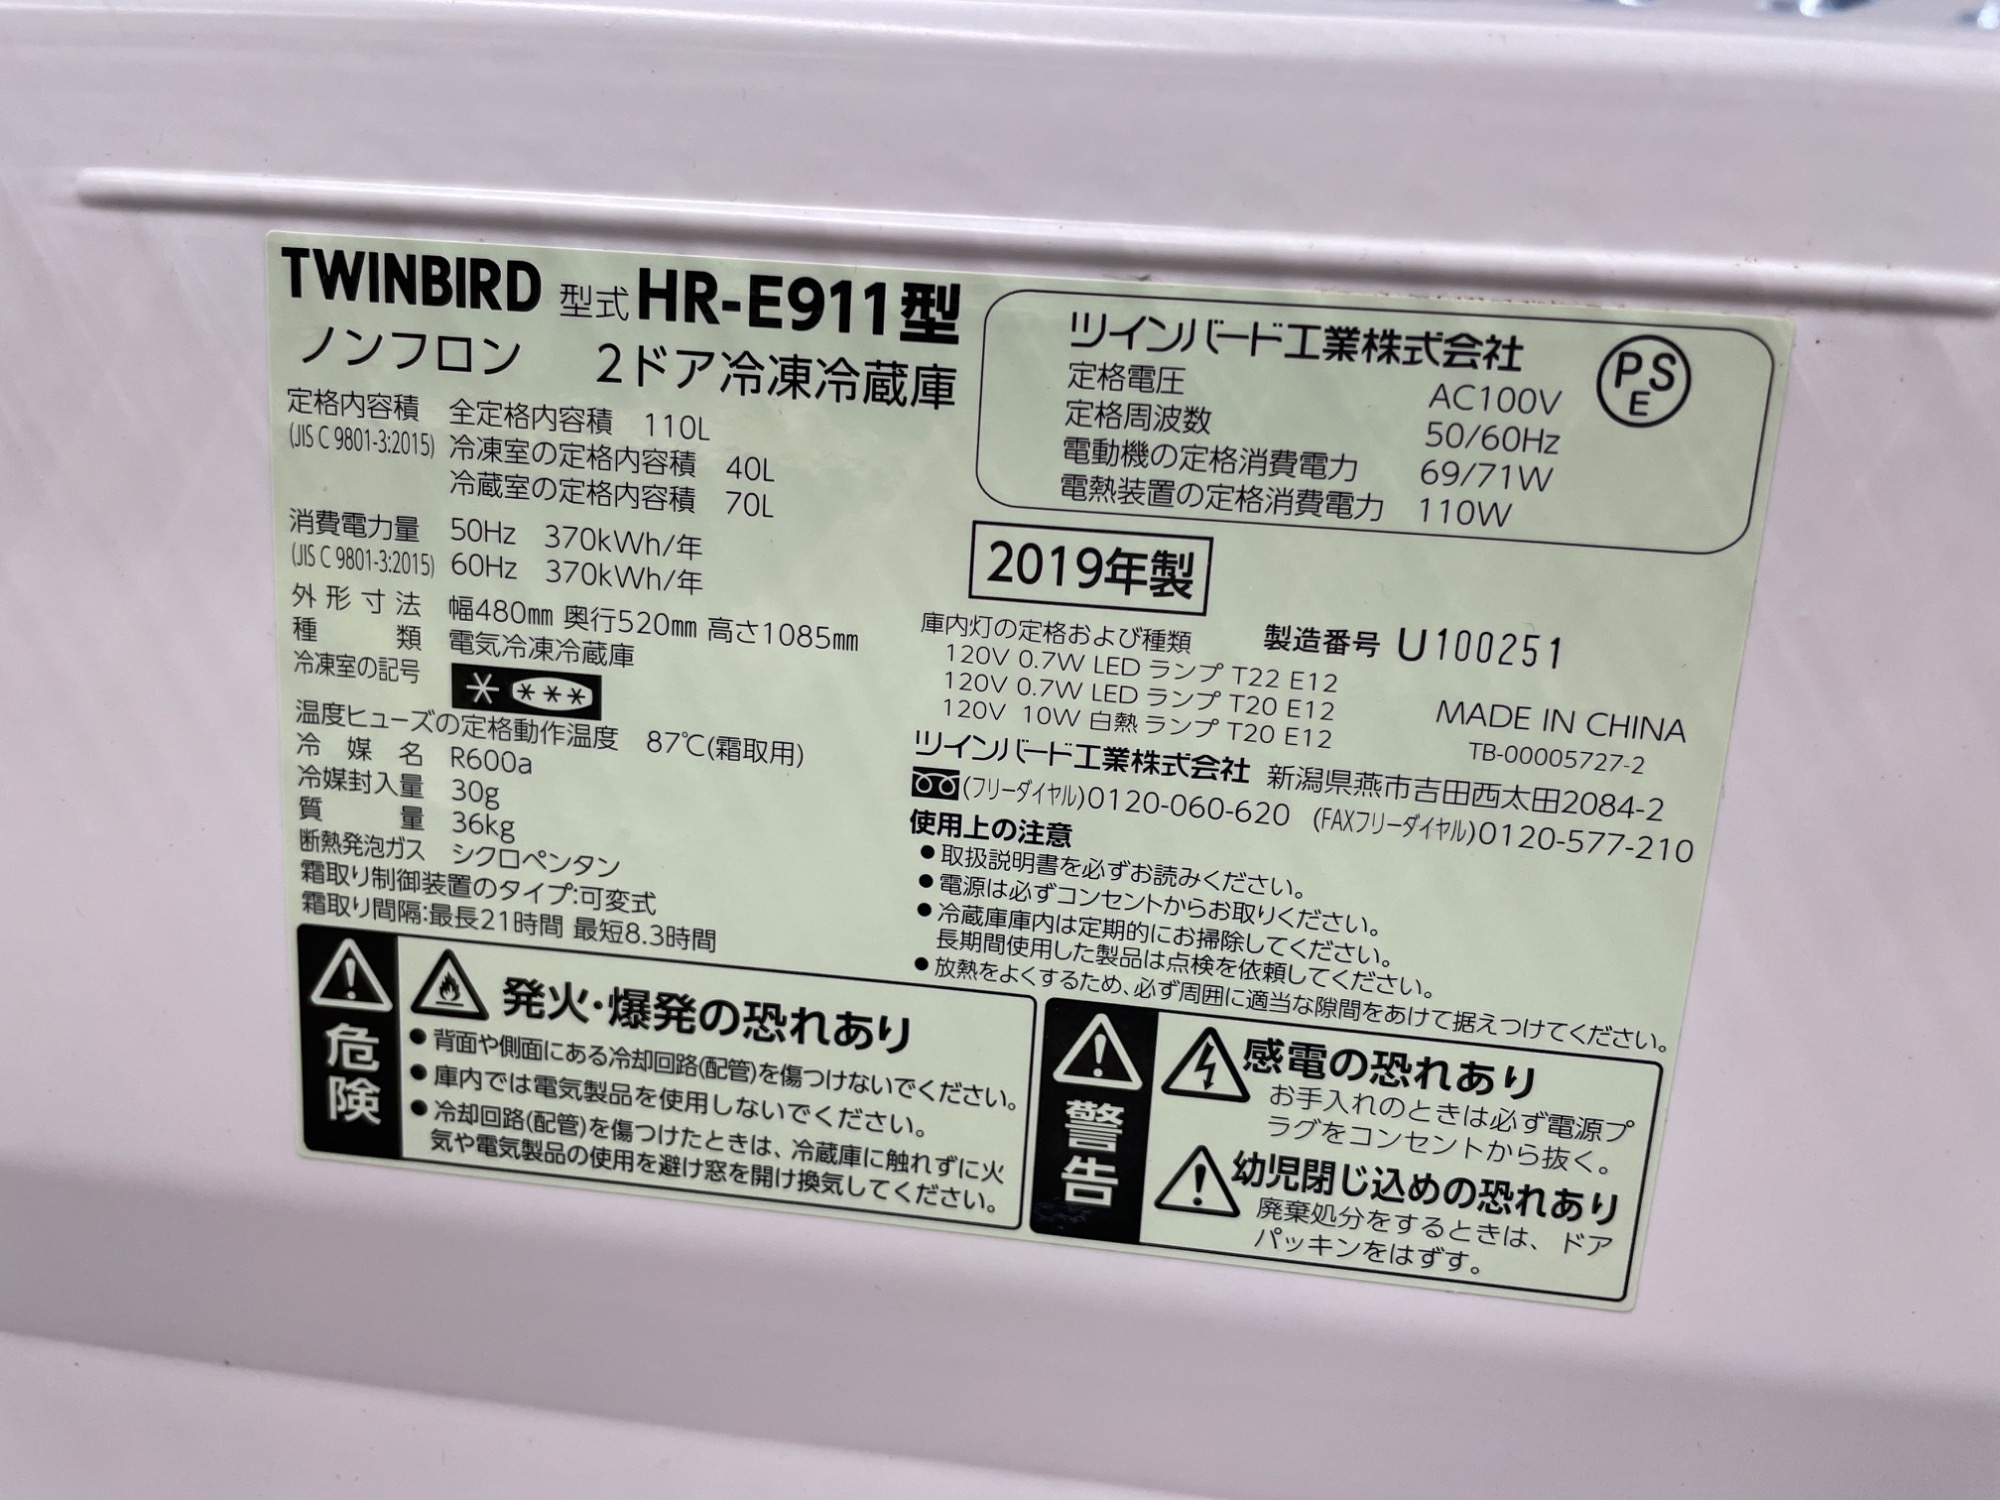 TWINBIRD 型式 HR-E911型
ノンフロン 2ドア冷凍冷蔵庫
定格内容積 全定格内容積 110L
(JIS C 9801-3:2015) 冷凍室の定格内容積 40L
冷蔵室の定格内容積 70L
消費電力量 50Hz 370kWh/年
(JIS C 9801-3:2015) 60Hz 370kWh/年
外形寸法 幅480mm 奥行520mm 高さ1085mm
種類 電気冷凍冷蔵庫
冷凍室の記号
温度ヒューズの定格動作温度 87℃(霜取用)
冷媒名 R600a
冷媒封入量 30g
質量 36kg
断熱発泡ガス シクロペンタン
霜取り制御装置のタイプ:可変式
霜取り間隔:最長21時間 最短8.3時間
ツインバード工業株式会社
定格電圧 AC100V
定格周波数 50/60Hz
電動機の定格消費電力 69/71W
電熱装置の定格消費電力 110W
PSE
2019年製
庫内灯の定格および種類
120V 0.7W LED ランプ T22 E12
120V 0.7W LED ランプ T20 E12
120V 10W 白熱 ランプ T20 E12
製造番号 U100251
MADE IN CHINA
TB-00005727-2
ツインバード工業株式会社 新潟県燕市吉田西太田2084-2
(フリーダイヤル)0120-060-620 (FAXフリーダイヤル)0120-577-210
使用上の注意
●取扱説明書を必ずお読みください。
●電源は必ずコンセントからお取りください。
●冷蔵庫庫内は定期的にお掃除してください。
長期間使用した製品は点検を依頼してください。
●放熱をよくするため、必ず周囲に適当な隙間をあけて据えつけてください。
危険
発火・爆発の恐れあり
●背面や側面にある冷却回路(配管)を傷つけないでください。
●庫内では電気製品を使用しないでください。
●冷却回路(配管)を傷つけたときは、冷蔵庫に触れずに火
気や電気製品の使用を避け窓を開け換気してください。
警告
感電の恐れあり
お手入れのときは必ず電源プ
ラグをコンセントから抜く。
幼児閉じ込めの恐れあり
廃棄処分をするときは、ドア
パッキンをはずす。